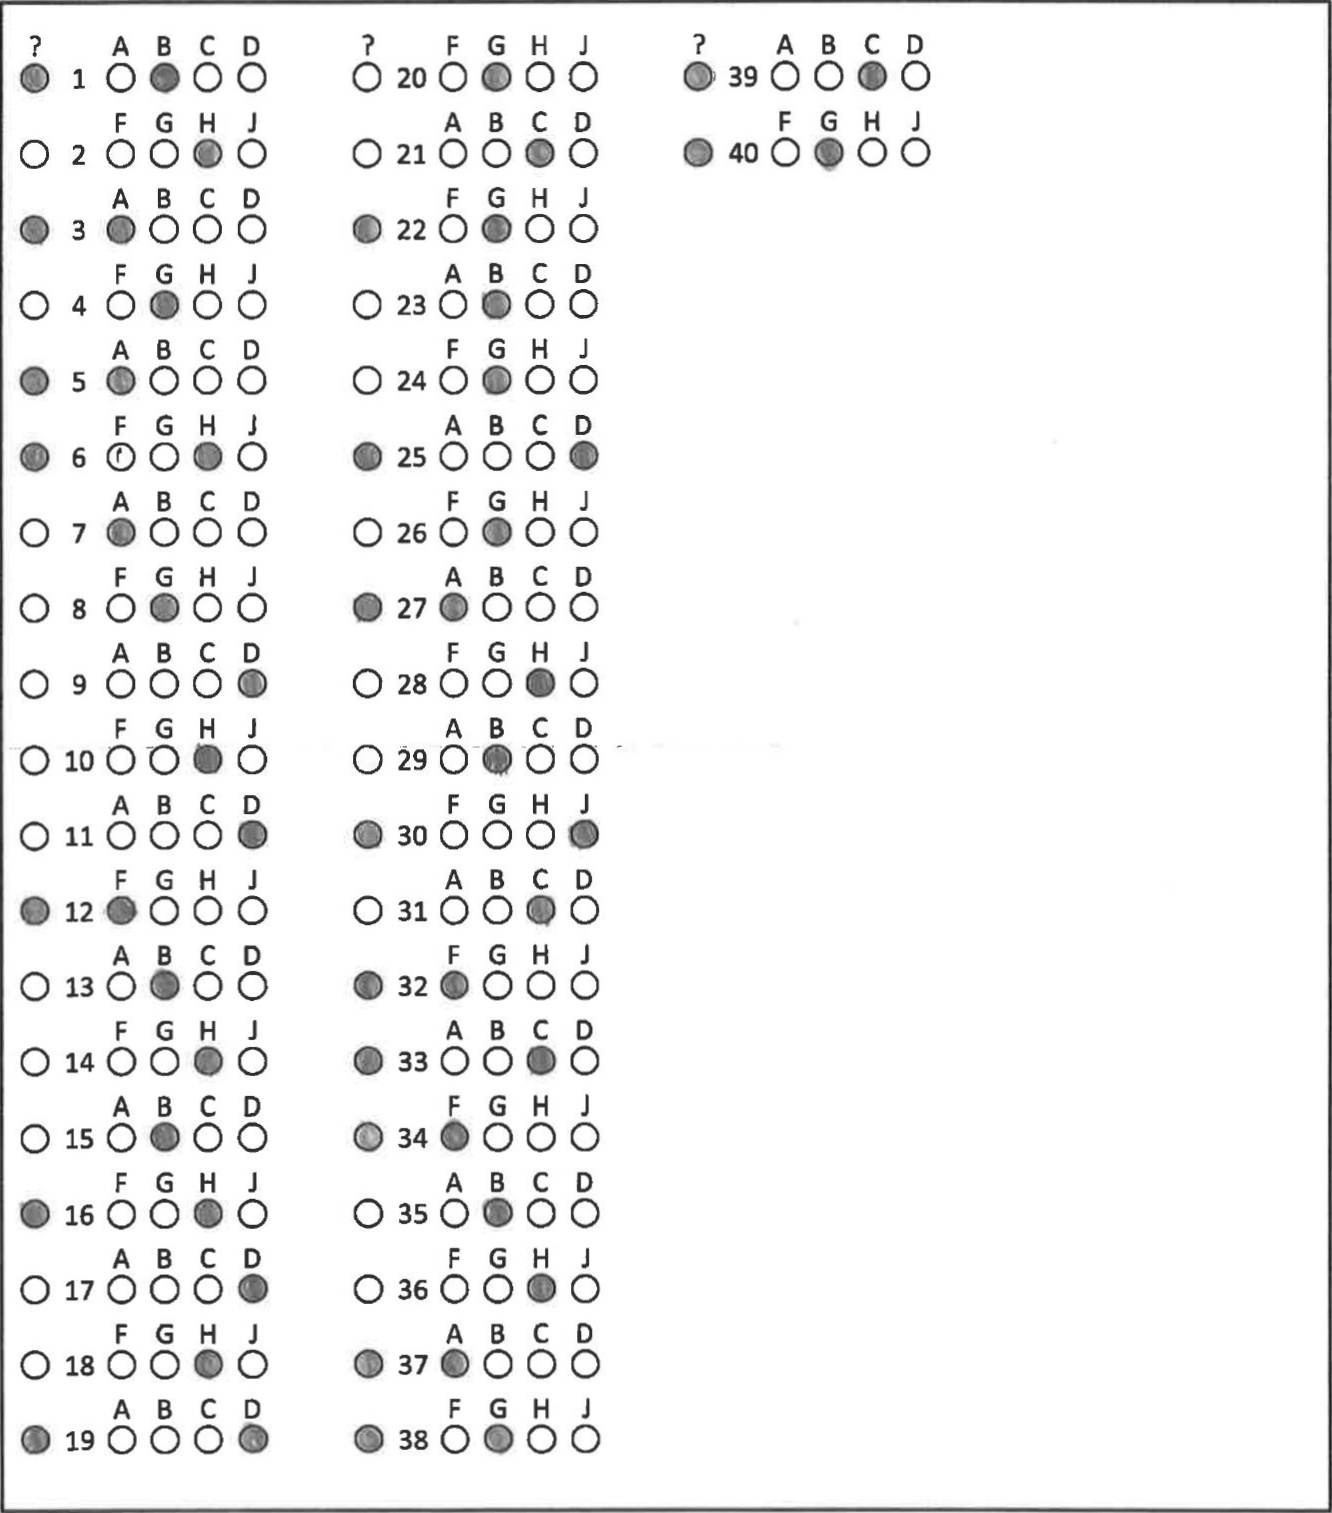 ? A B C D
1
F G H J
2
A B C D
3
F G H J
4
A B C D
5
F G H J
6
A B C D
7
F G H J
8
A B C D
9
F G H J
10
A B C D
11
F G H J
12
A B C D
13
F G H J
14
A B C D
15
F G H J
16
A B C D
17
F G H J
18
A B C D
19
? F G H J
20
A B C D
21
F G H J
22
A B C D
23
F G H J
24
A B C D
25
F G H J
26
A B C D
27
F G H J
28
A B C D
29
F G H J
30
A B C D
31
F G H J
32
A B C D
33
F G H J
34
A B C D
35
F G H J
36
A B C D
37
F G H J
38
? A B C D
39
F G H J
40